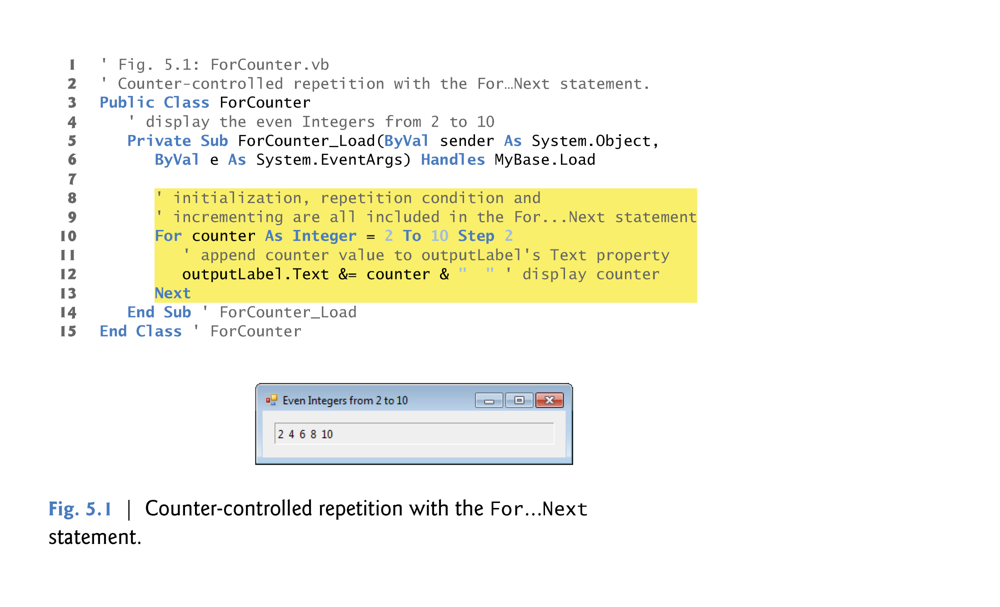 1 ' Fig. 5.1: ForCounter.vb
2 ' Counter-controlled repetition with the For…Next statement.
3 Public Class ForCounter
4    ' display the even Integers from 2 to 10
5    Private Sub ForCounter_Load(ByVal sender As System.Object,
6       ByVal e As System.EventArgs) Handles MyBase.Load
7
8       ' initialization, repetition condition and
9       ' incrementing are all included in the For...Next statement
10       For counter As Integer = 2 To 10 Step 2
11          ' append counter value to outputLabel's Text property
12          outputLabel.Text &= counter & "  " ' display counter
13       Next
14    End Sub ' ForCounter_Load
15 End Class ' ForCounter
Even Integers from 2 to 10
2 4 6 8 10
Fig. 5.1 | Counter-controlled repetition with the For…Next
statement.